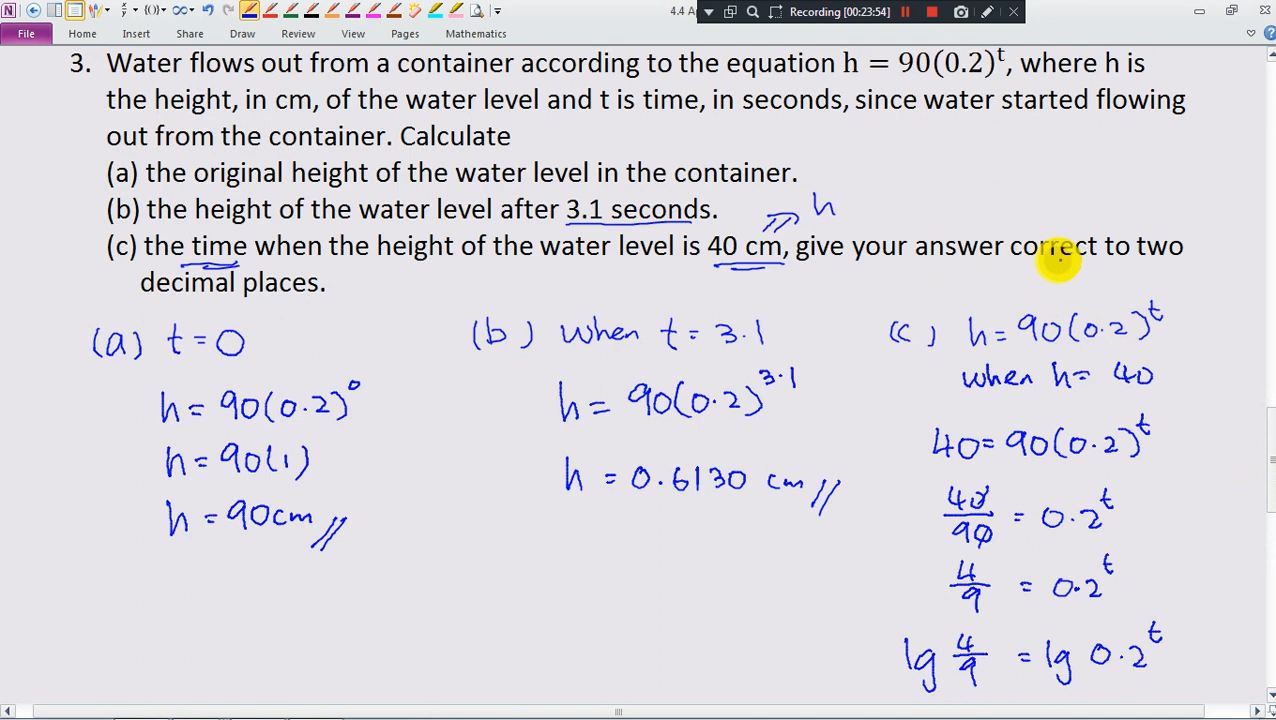 4.4 A
Recording [00:23:54]
File Home Insert Share Draw Review View Pages Mathematics
3. Water flows out from a container according to the equation h = 90(0.2)^t, where h is
the height, in cm, of the water level and t is time, in seconds, since water started flowing
out from the container. Calculate
(a) the original height of the water level in the container.
(b) the height of the water level after 3.1 seconds.
h
(c) the time when the height of the water level is 40 cm, give your answer correct to two
decimal places.
(a) t = 0
h = 90(0.2)^0
h = 90(1)
h = 90cm //
(b) when t = 3.1
h = 90(0.2)^3.1
h = 0.6130 cm //
(c) h = 90(0.2)^t
when h = 40
40 = 90(0.2)^t
40/90 = 0.2^t
4/9 = 0.2^t
lg 4/9 = lg 0.2^t